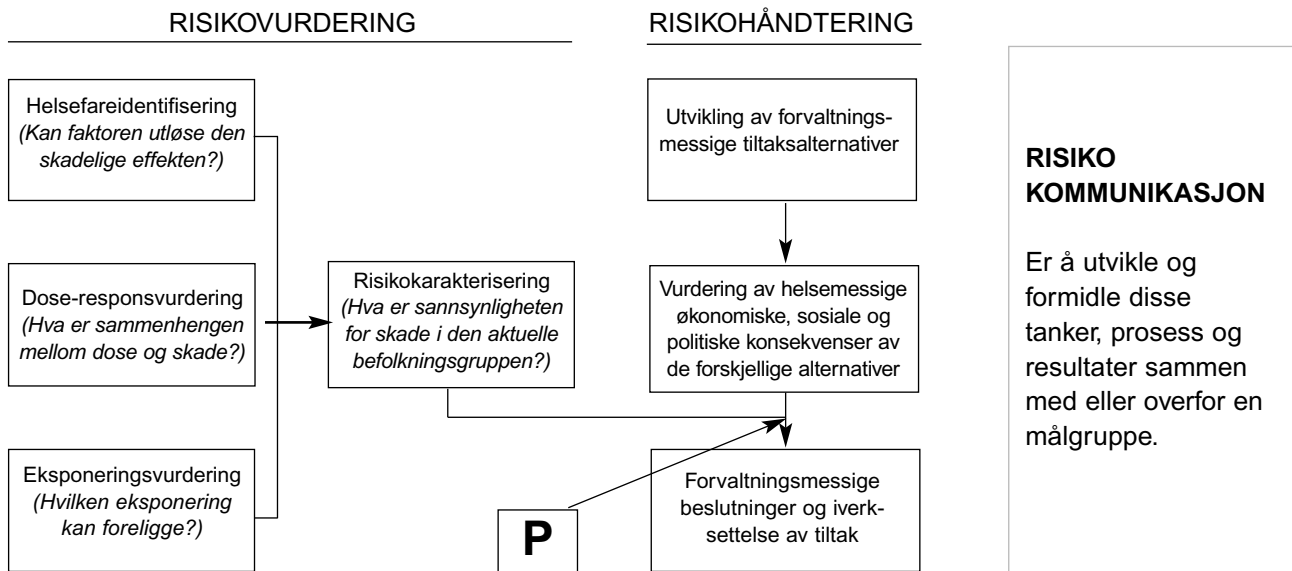 RISIKOVURDERING
Helsefareidentifisering
(Kan faktoren utløse den
skadelige effekten?)
Dose-responsvurdering
(Hva er sammenhengen
mellom dose og skade?)
Eksponeringsvurdering
(Hvilken eksponering
kan foreligge?)
Risikokarakterisering
(Hva er sannsynligheten
for skade i den aktuelle
befolkningsgruppen?)
P
RISIKOHÅNDTERING
Utvikling av forvaltnings-
messige tiltaksalternativer
Vurdering av helsemessige
økonomiske, sosiale og
politiske konsekvenser av
de forskjellige alternativer
Forvaltningsmessige
beslutninger og iverk-
settelse av tiltak
RISIKO
KOMMUNIKASJON
Er å utvikle og
formidle disse
tanker, prosess og
resultater sammen
med eller overfor en
målgruppe.